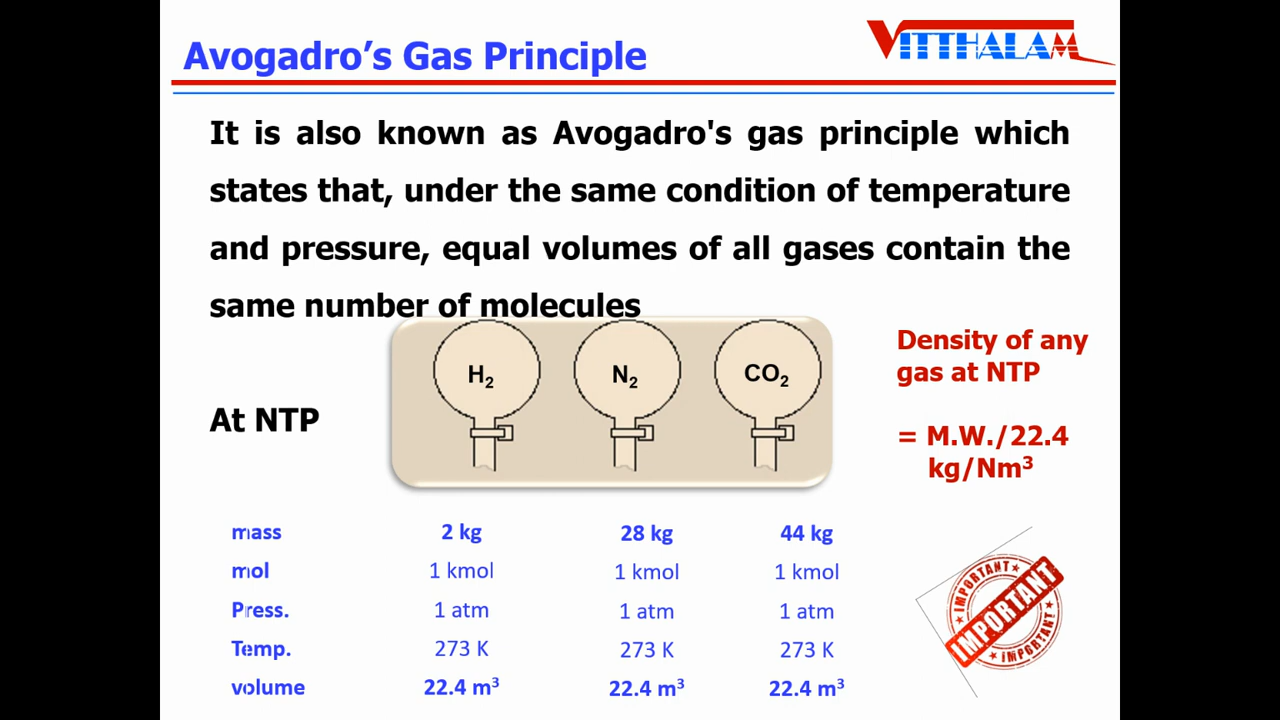 Avogadro’s Gas Principle
VITTHALAM
It is also known as Avogadro's gas principle which
states that, under the same condition of temperature
and pressure, equal volumes of all gases contain the
same number of molecules
H₂ N₂ CO₂
Density of any
gas at NTP
At NTP
= M.W./22.4
kg/Nm³
mass 2 kg 28 kg 44 kg
mol 1 kmol 1 kmol 1 kmol
Press. 1 atm 1 atm 1 atm
Temp. 273 K 273 K 273 K
volume 22.4 m³ 22.4 m³ 22.4 m³
IMPORTANT
IMPORTANT
IMPORTANT